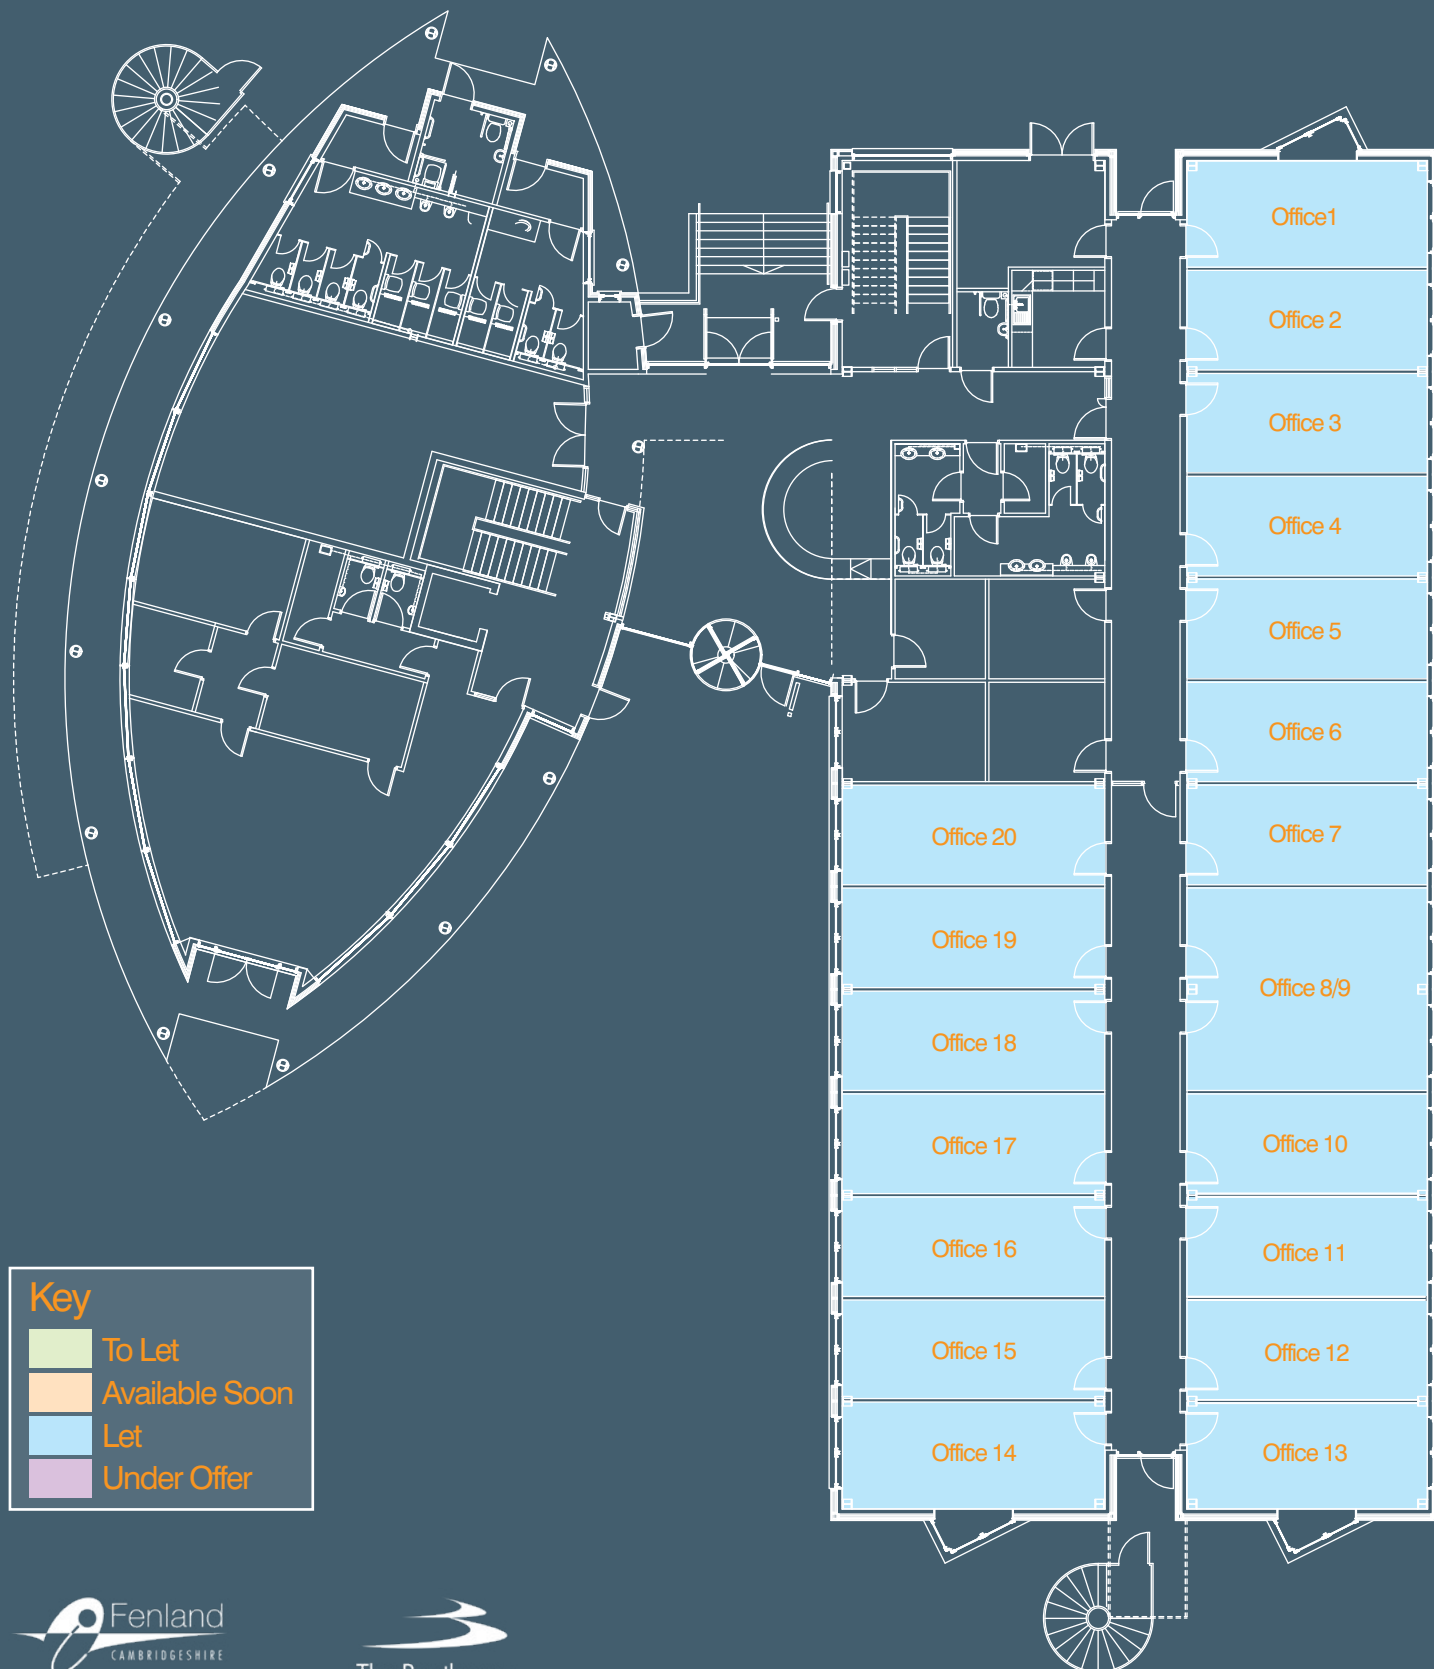 Office1
Office 2
Office 3
Office 4
Office 5
Office 6
Office 20
Office 7
Office 19
Office 8/9
Office 18
Office 17
Office 10
Office 16
Office 11
Office 15
Office 12
Office 14
Office 13
Key
To Let
Available Soon
Let
Under Offer
Fenland
CAMBRIDGESHIRE
The